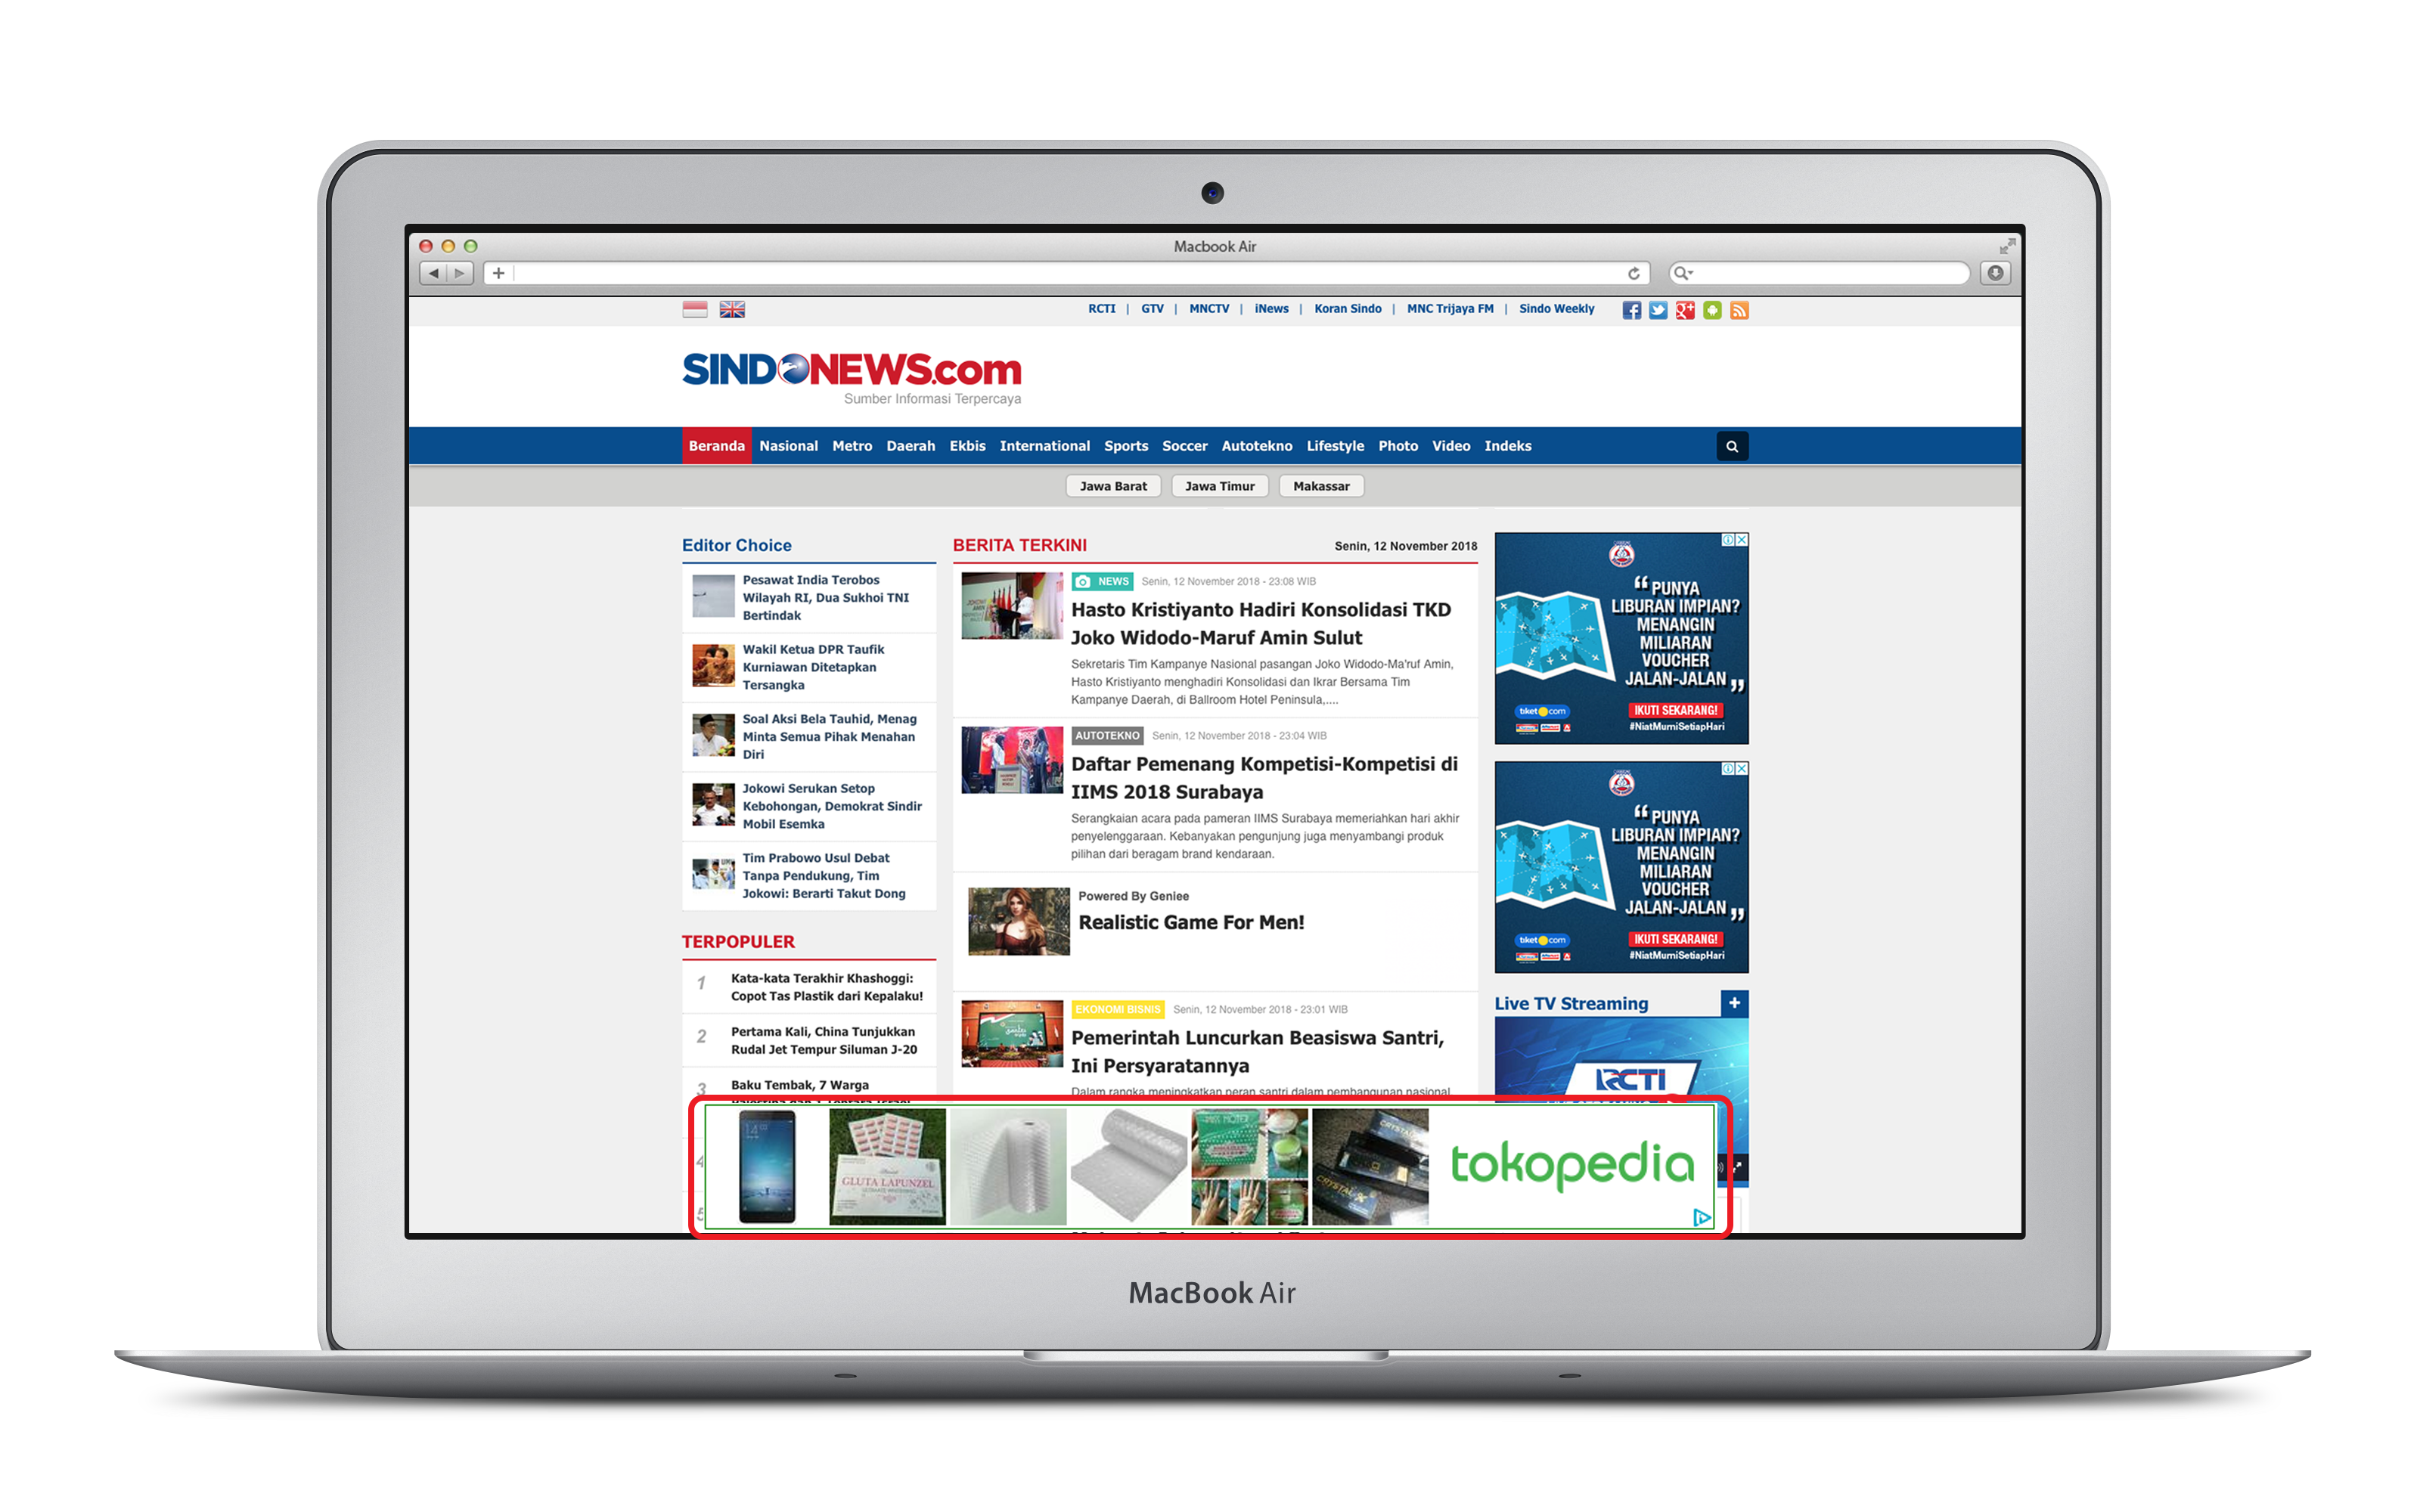 Macbook Air
RCTI | GTV | MNCTV | iNews | Koran Sindo | MNC Trijaya FM | Sindo Weekly
SINDONEWS.com
Sumber Informasi Terpercaya
Beranda Nasional Metro Daerah Ekbis International Sports Soccer Autotekno Lifestyle Photo Video Indeks
Jawa Barat Jawa Timur Makassar
Editor Choice
Pesawat India Terobos
Wilayah RI, Dua Sukhoi TNI
Bertindak
Wakil Ketua DPR Taufik
Kurniawan Ditetapkan
Tersangka
Soal Aksi Bela Tauhid, Menag
Minta Semua Pihak Menahan
Diri
Jokowi Serukan Setop
Kebohongan, Demokrat Sindir
Mobil Esemka
Tim Prabowo Usul Debat
Tanpa Pendukung, Tim
Jokowi: Berarti Takut Dong
TERPOPULER
1 Kata-kata Terakhir Khashoggi:
Copot Tas Plastik dari Kepalaku!
2 Pertama Kali, China Tunjukkan
Rudal Jet Tempur Siluman J-20
3 Baku Tembak, 7 Warga
4
5
BERITA TERKINI Senin, 12 November 2018
NEWS Senin, 12 November 2018 - 23:08 WIB
Hasto Kristiyanto Hadiri Konsolidasi TKD
Joko Widodo-Maruf Amin Sulut
Sekretaris Tim Kampanye Nasional pasangan Joko Widodo-Ma'ruf Amin,
Hasto Kristiyanto menghadiri Konsolidasi dan Ikrar Bersama Tim
Kampanye Daerah, di Ballroom Hotel Peninsula,....
AUTOTEKNO Senin, 12 November 2018 - 23:04 WIB
Daftar Pemenang Kompetisi-Kompetisi di
IIMS 2018 Surabaya
Serangkaian acara pada pameran IIMS Surabaya memeriahkan hari akhir
penyelenggaraan. Kebanyakan pengunjung juga menyambangi produk
pilihan dari beragam brand kendaraan.
Powered By Geniee
Realistic Game For Men!
EKONOMI BISNIS Senin, 12 November 2018 - 23:01 WIB
Pemerintah Luncurkan Beasiswa Santri,
Ini Persyaratannya
Dalam rangka meningkatkan peran santri dalam pembangunan nasional,
“PUNYA
LIBURAN IMPIAN?
MENANGIN
MILIARAN
VOUCHER
JALAN-JALAN„
tiket.com
IKUTI SEKARANG!
#NiatMurniSetiapHari
“PUNYA
LIBURAN IMPIAN?
MENANGIN
MILIARAN
VOUCHER
JALAN-JALAN„
tiket.com
IKUTI SEKARANG!
#NiatMurniSetiapHari
Live TV Streaming +
RCTI
GLUTA LAPUNZEL
CRYSTAL X
tokopedia
MacBook Air